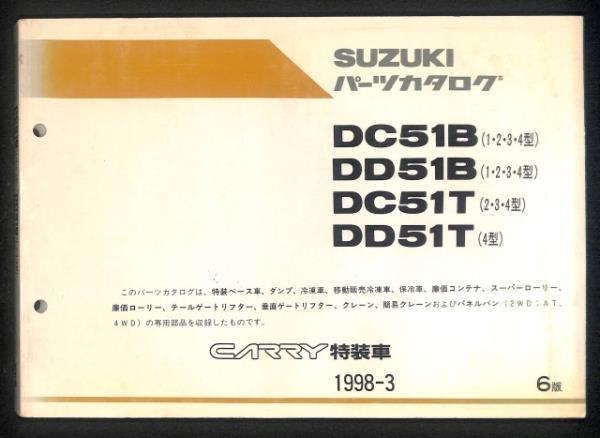 SUZUKI
パーツカタログ
DC51B(1・2・3・4型)
DD51B(1・2・3・4型)
DC51T(2・3・4型)
DD51T(4型)
このパーツカタログは、特装ベース車、ダンプ、冷凍車、移動販売冷凍車、保冷車、廉価コンテナ、スーパーローリー、
廉価ローリー、テールゲートリフター、垂直ゲートリフター、クレーン、簡易クレーンおよびパネルバン(2WD:AT、
4WD)の専用部品を収録したものです。
CARRY特装車
1998-3
6版